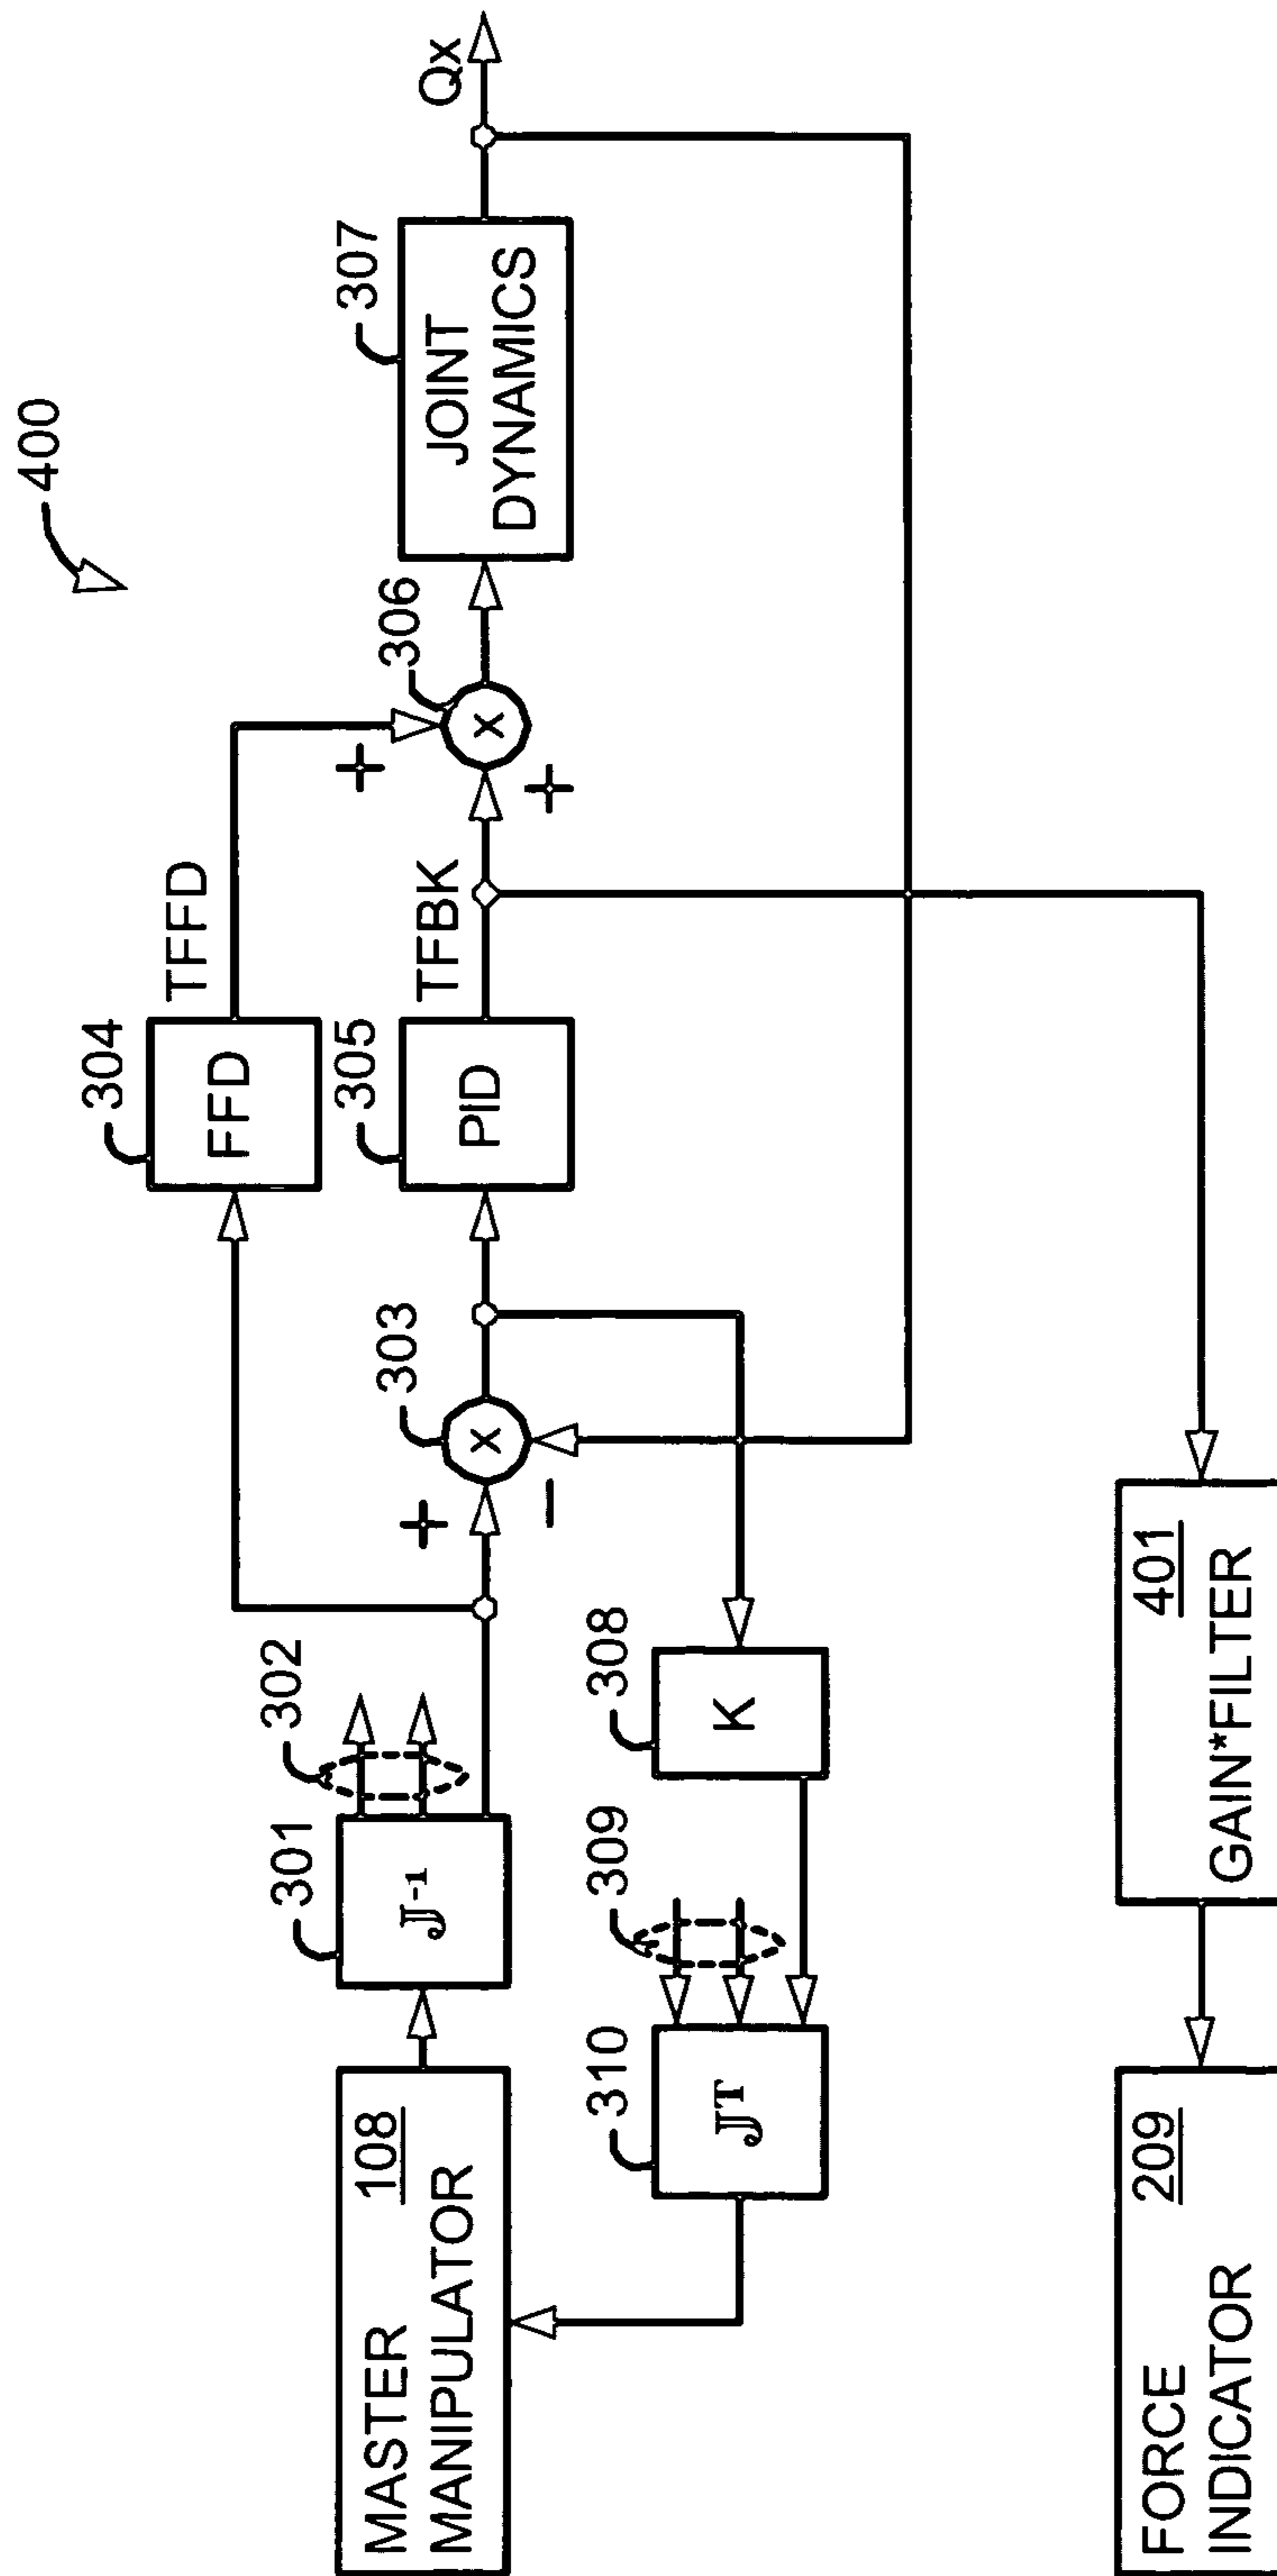 400
MASTER
MANIPULATOR
108
301
J-1
302
303
X
+
−
304
FFD
TFFD
305
PID
TFBK
306
X
+
+
307
JOINT
DYNAMICS
Qx
308
K
309
310
JT
FORCE
INDICATOR
209
401
GAIN*FILTER